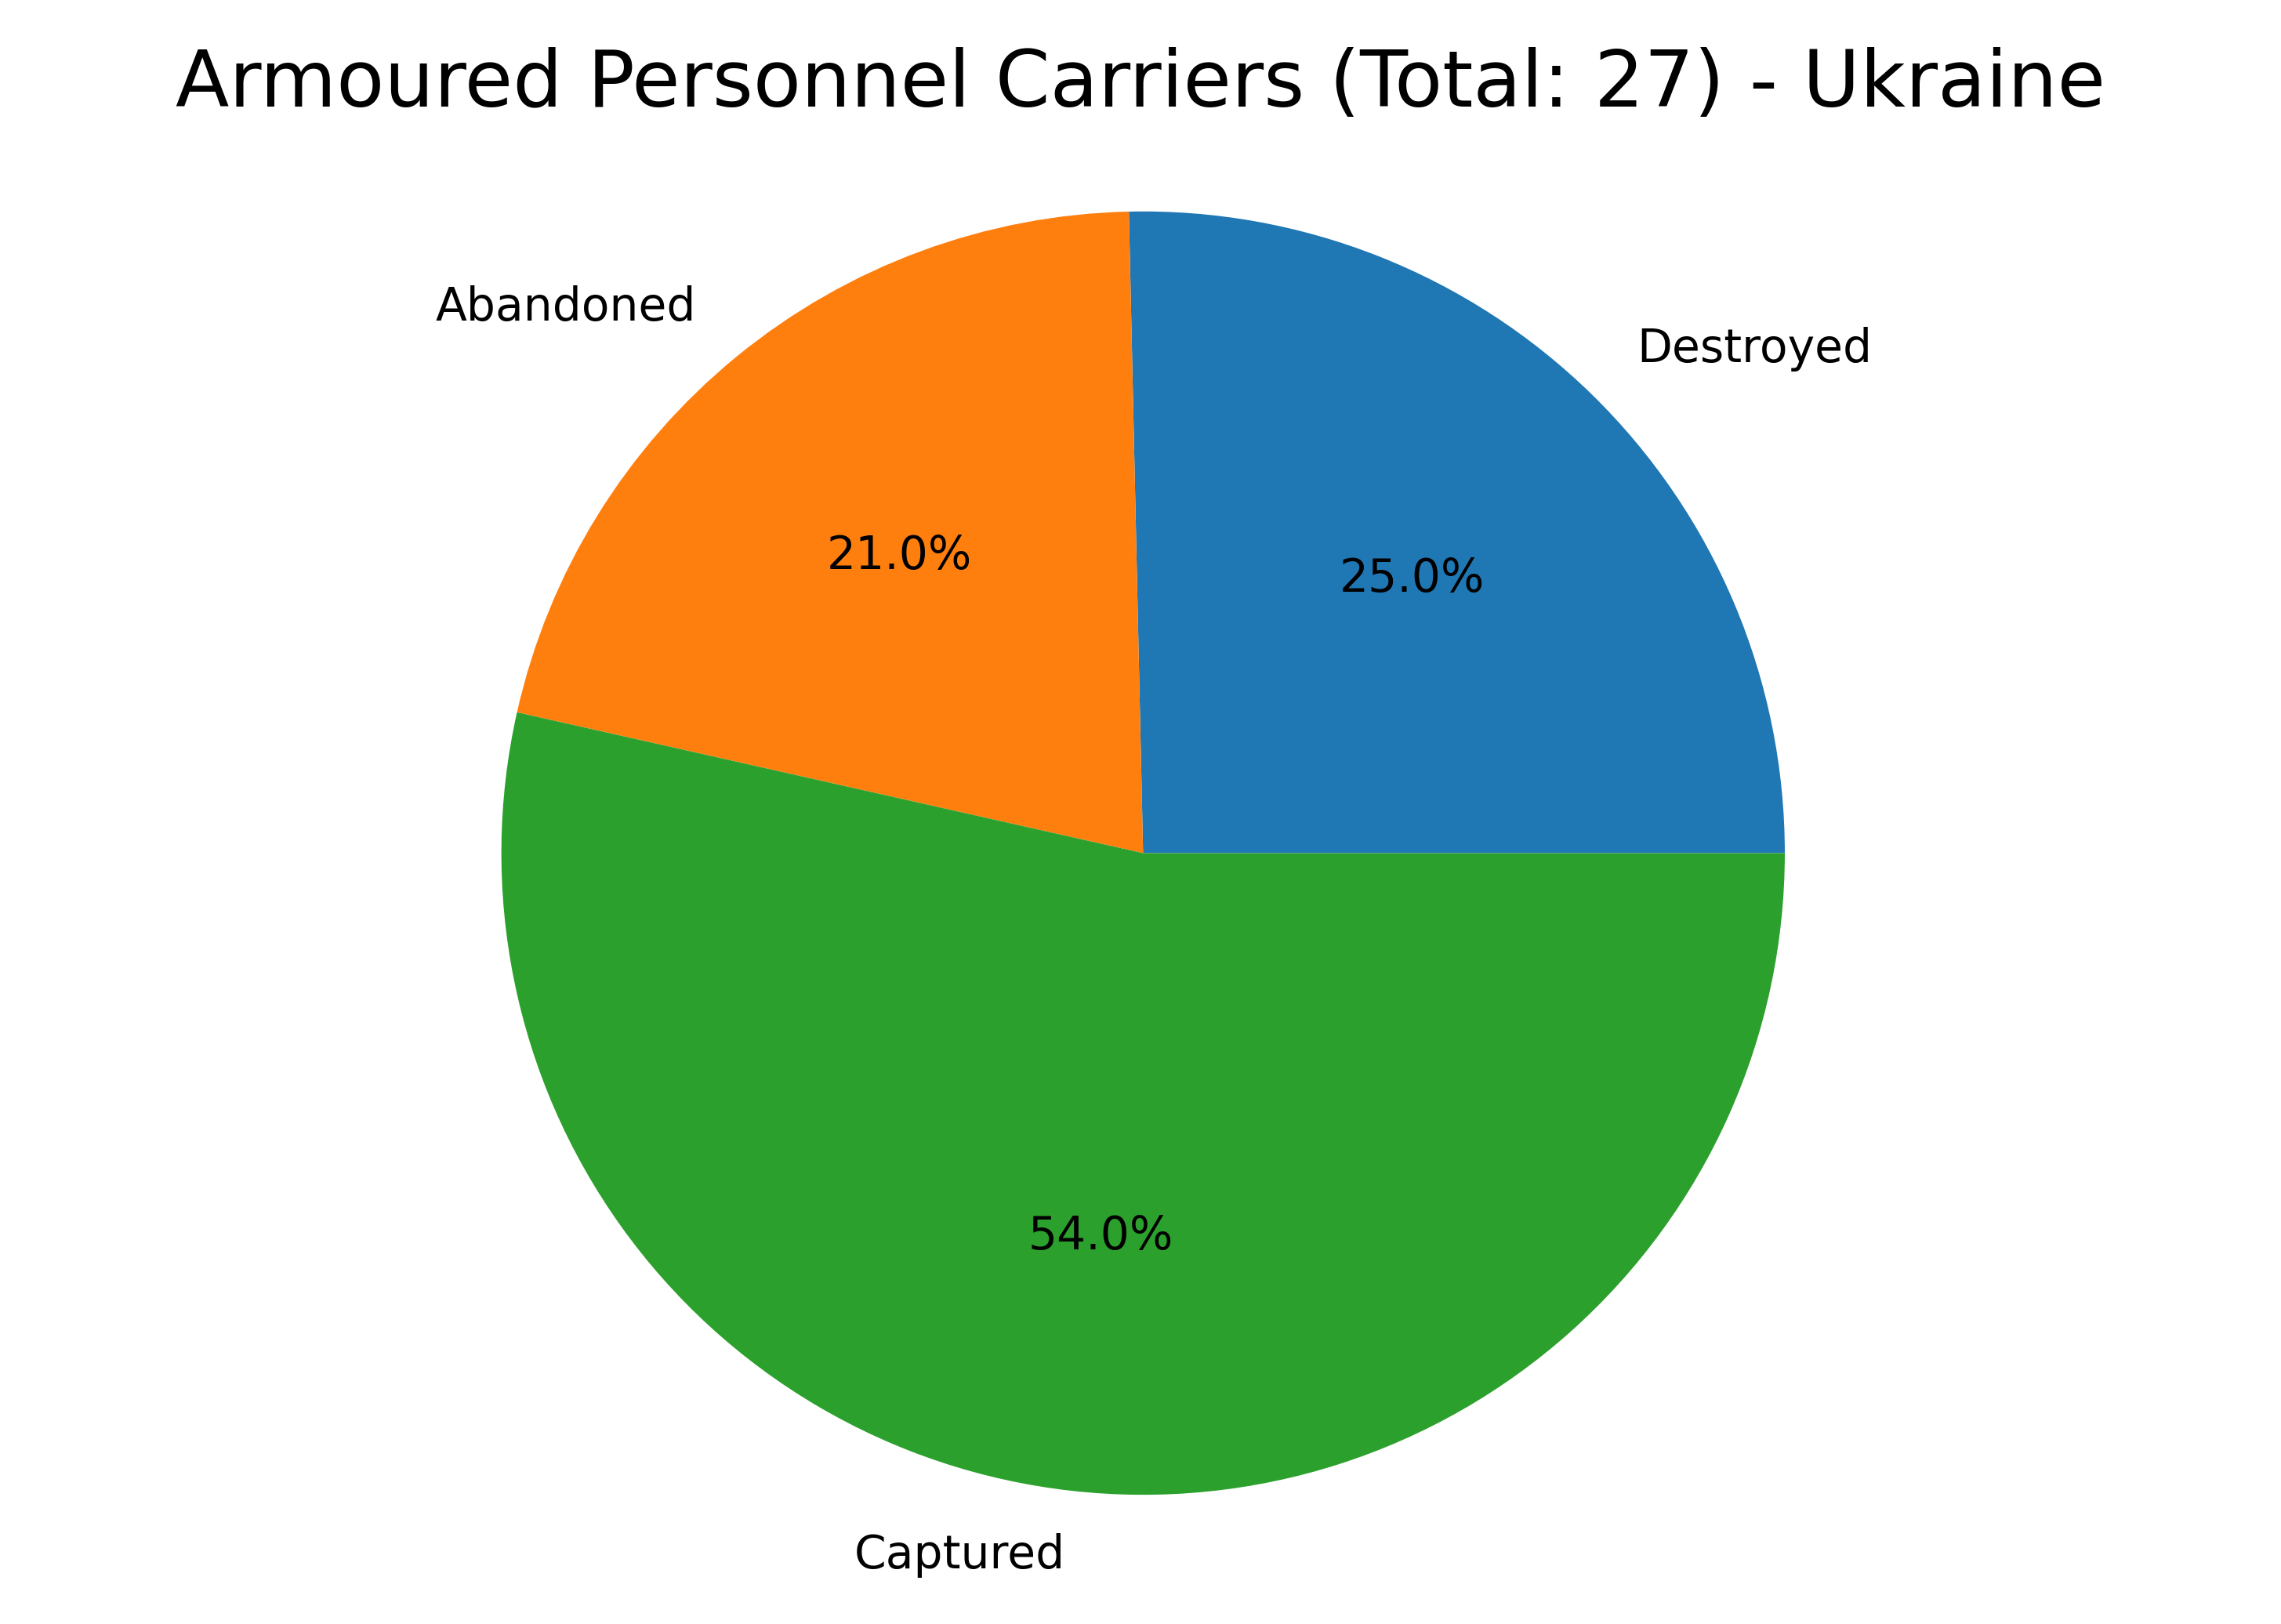 Armoured Personnel Carriers (Total: 27) - Ukraine
Abandoned
Destroyed
21.0%
25.0%
54.0%
Captured